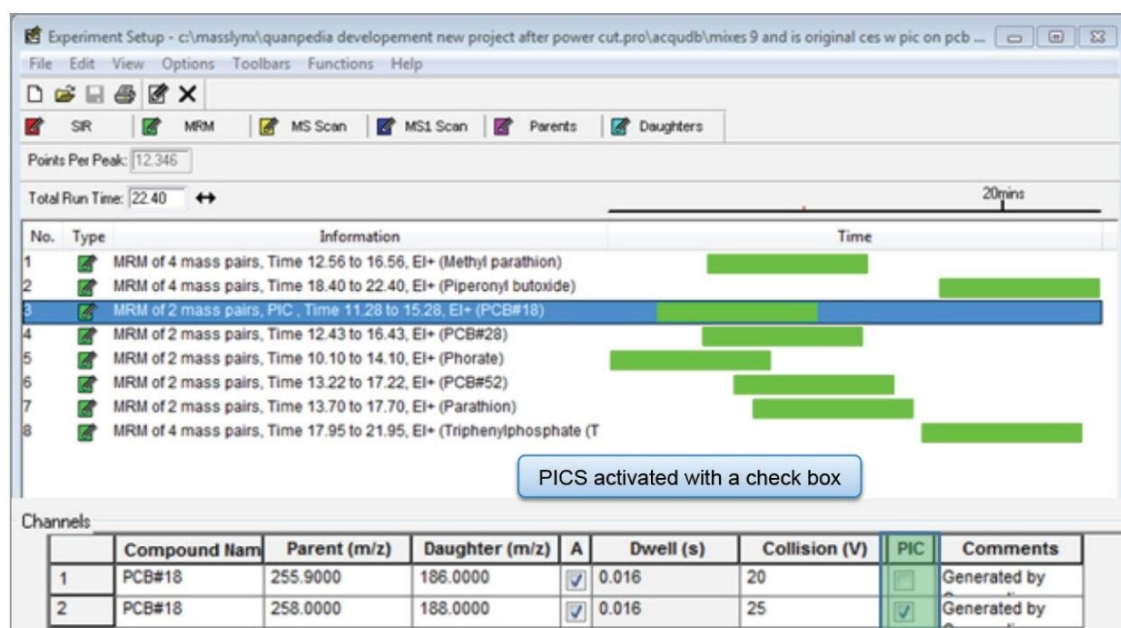 Experiment Setup - c:\masslynx\quanpedia developement new project after power cut.pro\acqudb\mixes 9 and is original ces w pic on pcb ...
File Edit View Options Toolbars Functions Help
SIR MRM MS Scan MS1 Scan Parents Daughters
Points Per Peak: 12.346
Total Run Time: 22.40 20mins
No. Type Information Time
1 MRM of 4 mass pairs, Time 12.56 to 16.56, EI+ (Methyl parathion)
2 MRM of 4 mass pairs, Time 18.40 to 22.40, EI+ (Piperonyl butoxide)
3 MRM of 2 mass pairs, PIC , Time 11.28 to 15.28, EI+ (PCB#18)
4 MRM of 2 mass pairs, Time 12.43 to 16.43, EI+ (PCB#28)
5 MRM of 2 mass pairs, Time 10.10 to 14.10, EI+ (Phorate)
6 MRM of 2 mass pairs, Time 13.22 to 17.22, EI+ (PCB#52)
7 MRM of 2 mass pairs, Time 13.70 to 17.70, EI+ (Parathion)
8 MRM of 4 mass pairs, Time 17.95 to 21.95, EI+ (Triphenylphosphate (T
PICS activated with a check box
Channels
Compound Nam Parent (m/z) Daughter (m/z) A Dwell (s) Collision (V) PIC Comments
1 PCB#18 255.9000 186.0000 0.016 20 Generated by
2 PCB#18 258.0000 188.0000 0.016 25 Generated by